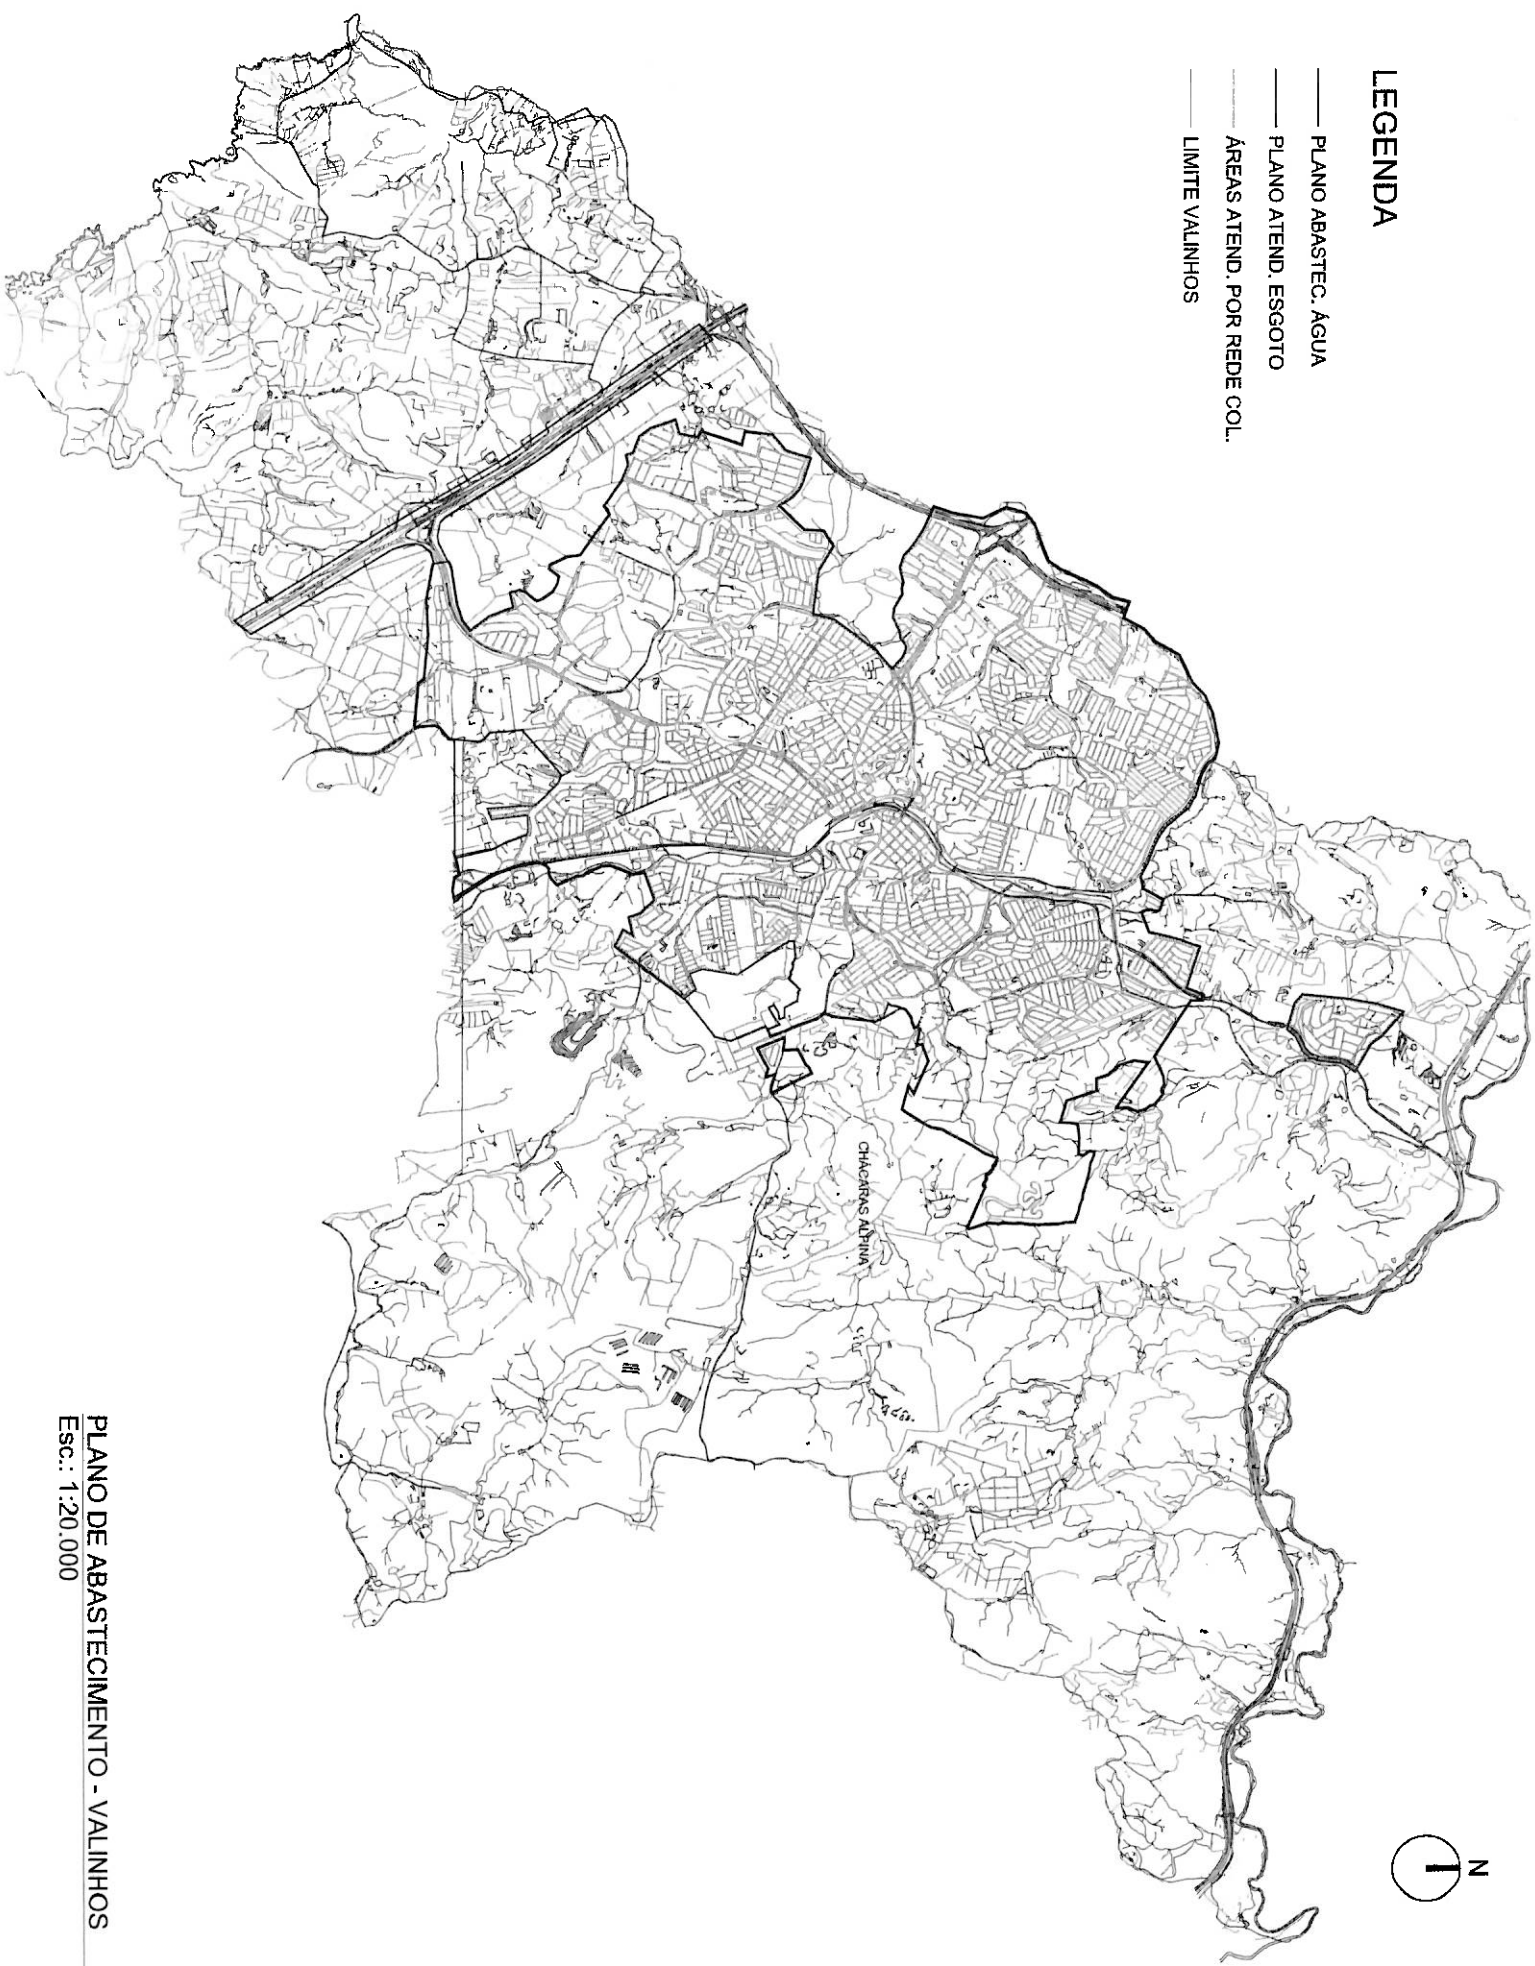 LEGENDA
PLANO ABASTEC. ÁGUA
PLANO ATEND. ESGOTO
ÁREAS ATEND. POR REDE COL.
LIMITE VALINHOS
N
CHÁCARAS ALPINA
PLANO DE ABASTECIMENTO - VALINHOS
Esc.: 1:20.000